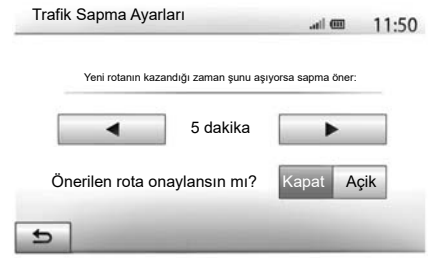 Trafik Sapma Ayarları
11:50
Yeni rotanın kazandığı zaman şunu aşıyorsa sapma öner:
5 dakika
Önerilen rota onaylansın mı? Kapat Açik